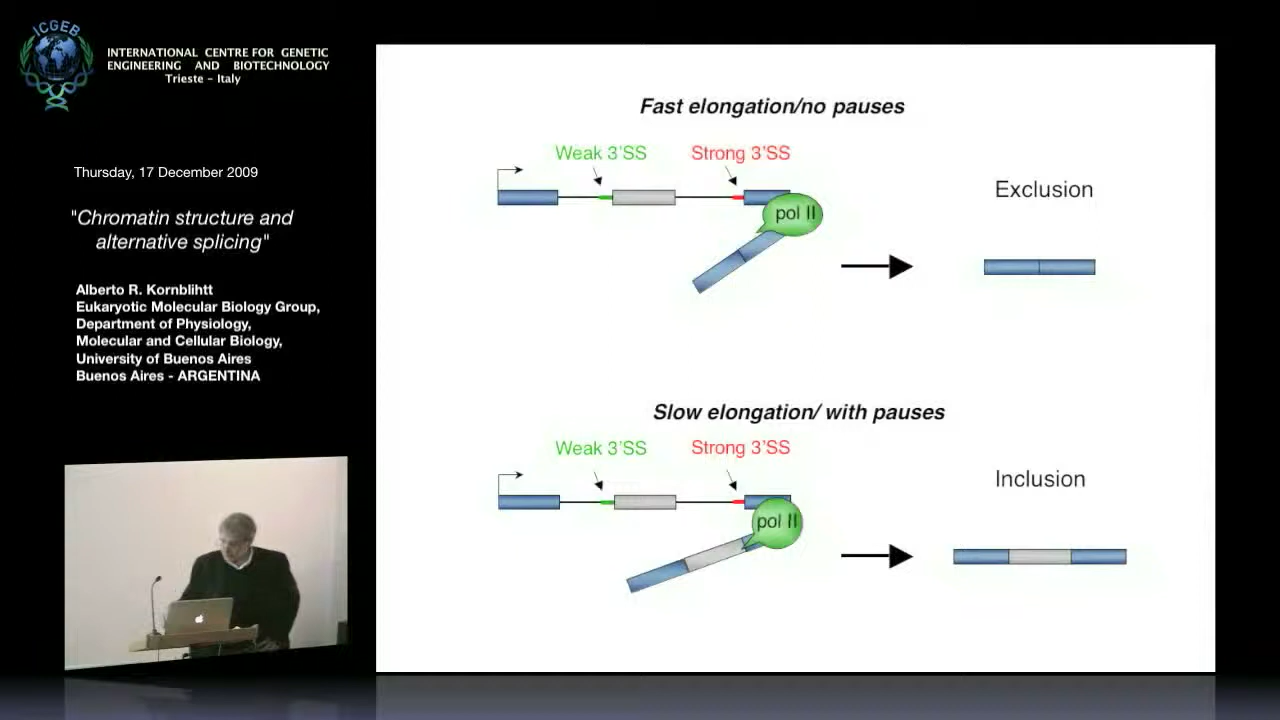 ICGEB
INTERNATIONAL CENTRE FOR GENETIC
ENGINEERING AND BIOTECHNOLOGY
Trieste - Italy
Thursday, 17 December 2009
"Chromatin structure and
alternative splicing"
Alberto R. Kornblihtt
Eukaryotic Molecular Biology Group,
Department of Physiology,
Molecular and Cellular Biology,
University of Buenos Aires
Buenos Aires - ARGENTINA
Fast elongation/no pauses
Weak 3'SS
Strong 3'SS
pol II
Exclusion
Slow elongation/ with pauses
Weak 3'SS
Strong 3'SS
pol II
Inclusion